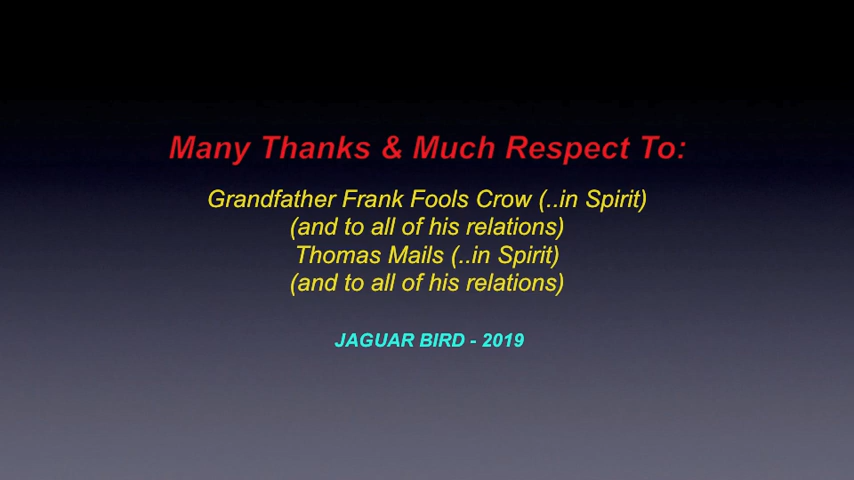 Many Thanks & Much Respect To:
Grandfather Frank Fools Crow (..in Spirit)
(and to all of his relations)
Thomas Mails (..in Spirit)
(and to all of his relations)
JAGUAR BIRD - 2019